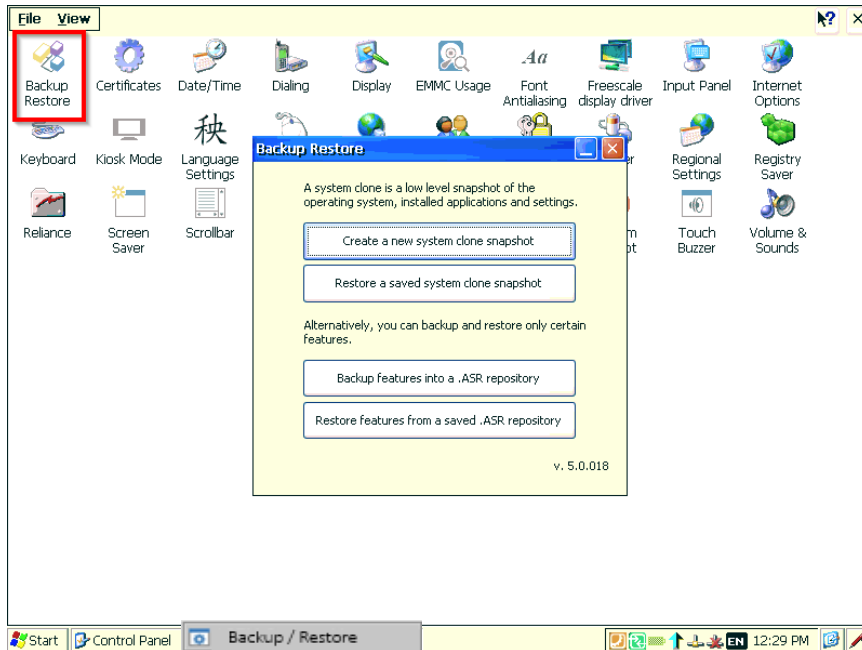 File View
Backup Restore
Certificates
Date/Time
Dialing
Display
EMMC Usage
Aa
Font Antialiasing
Freescale display driver
Input Panel
Internet Options
Keyboard
Kiosk Mode
秧
Language Settings
Regional Settings
Registry Saver
Reliance
Screen Saver
Scrollbar
Touch Buzzer
Volume & Sounds
Backup Restore
A system clone is a low level snapshot of the
operating system, installed applications and settings.
Create a new system clone snapshot
Restore a saved system clone snapshot
Alternatively, you can backup and restore only certain
features.
Backup features into a .ASR repository
Restore features from a saved .ASR repository
v. 5.0.018
Start Control Panel Backup / Restore EN 12:29 PM